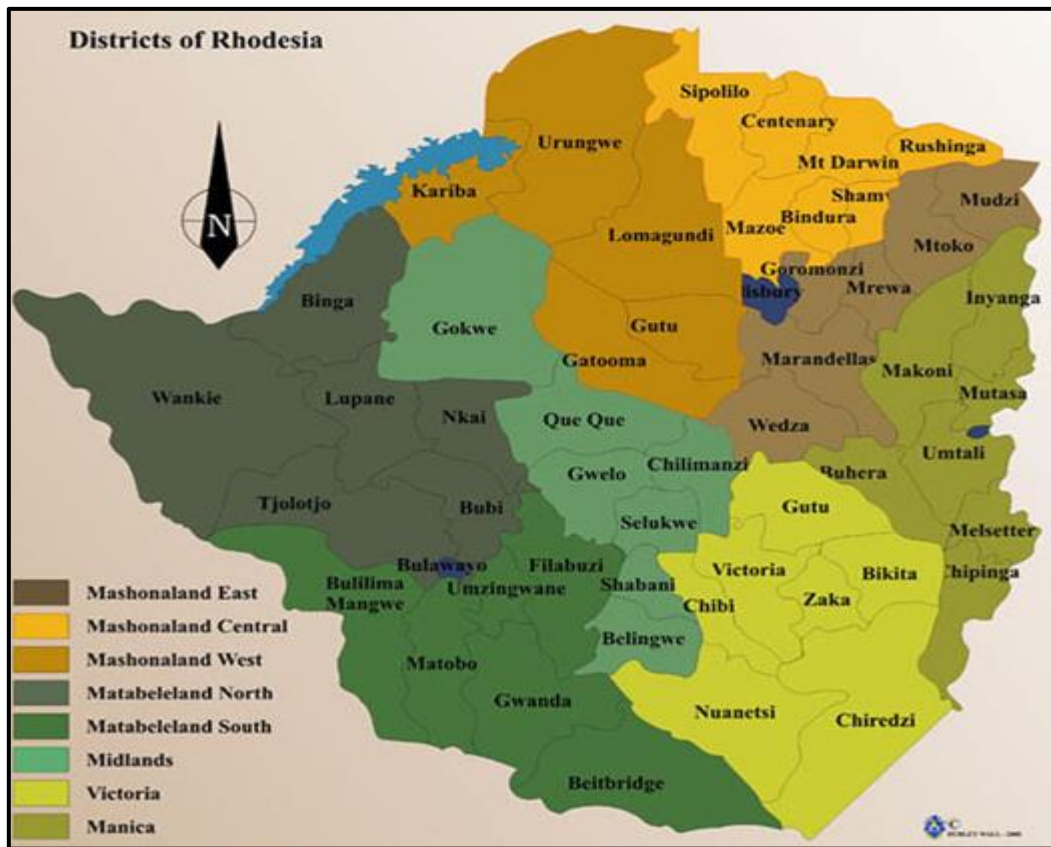 Districts of Rhodesia
Sipolilo
Centenary
Urungwe
Rushinga
Mt Darwin
Kariba
Shamv
Mudzi
Bindura
Mazoe
Lomagundi
Mtoko
Goromonzi
Mrewa
lisbury
Inyanga
Binga
Gokwe
Gutu
Gatooma
Marandellas
Makoni
Mutasa
Wankie
Lupane
Nkai
Que Que
Wedza
Umtali
Chilimanzi
Gwelo
Buhera
Tjolotjo
Bubi
Gutu
Selukwe
Melsetter
Bulawayo
Filabuzi
Victoria
Bikita
Chipinga
Bulilima
Mangwe
Umzingwane
Shabani
Chibi
Zaka
Belingwe
Matobo
Gwanda
Nuanetsi
Chiredzi
Beitbridge
N
Mashonaland East
Mashonaland Central
Mashonaland West
Matabeleland North
Matabeleland South
Midlands
Victoria
Manica
©